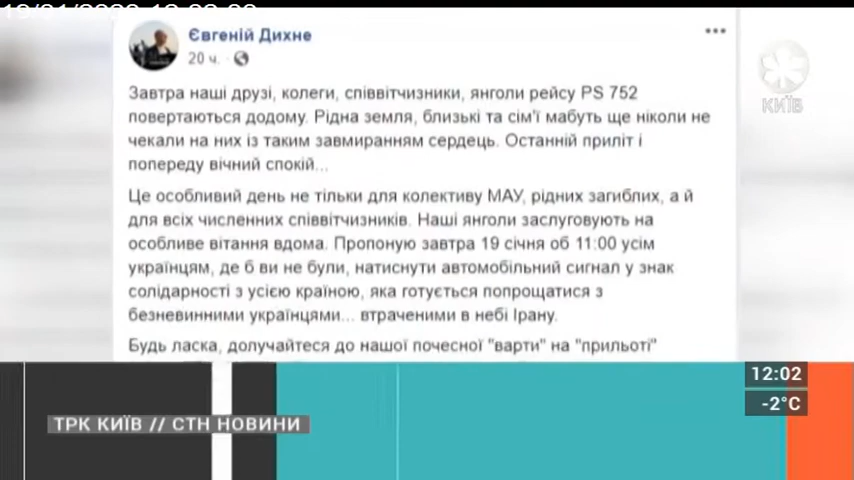 Євгеній Дихне
20 ч.
КИЇВ
Завтра наші друзі, колеги, співвітчизники, янголи рейсу PS 752
повертаються додому. Рідна земля, близькі та сім'ї мабуть ще ніколи не
чекали на них із таким завмиранням сердець. Останній приліт і
попереду вічний спокій...
Це особливий день не тільки для колективу МАУ, рідних загиблих, а й
для всіх численних співвітчизників. Наші янголи заслуговують на
особливе вітання вдома. Пропоную завтра 19 січня об 11:00 усім
українцям, де б ви не були, натиснути автомобільний сигнал у знак
солідарності з усією країною, яка готується попрощатися з
безневинними українцями... втраченими в небі Ірану.
Будь ласка, долучайтеся до нашої почесної "варти" на "прильоті"
12:02
-2°C
ТРК КИЇВ // СТН НОВИНИ